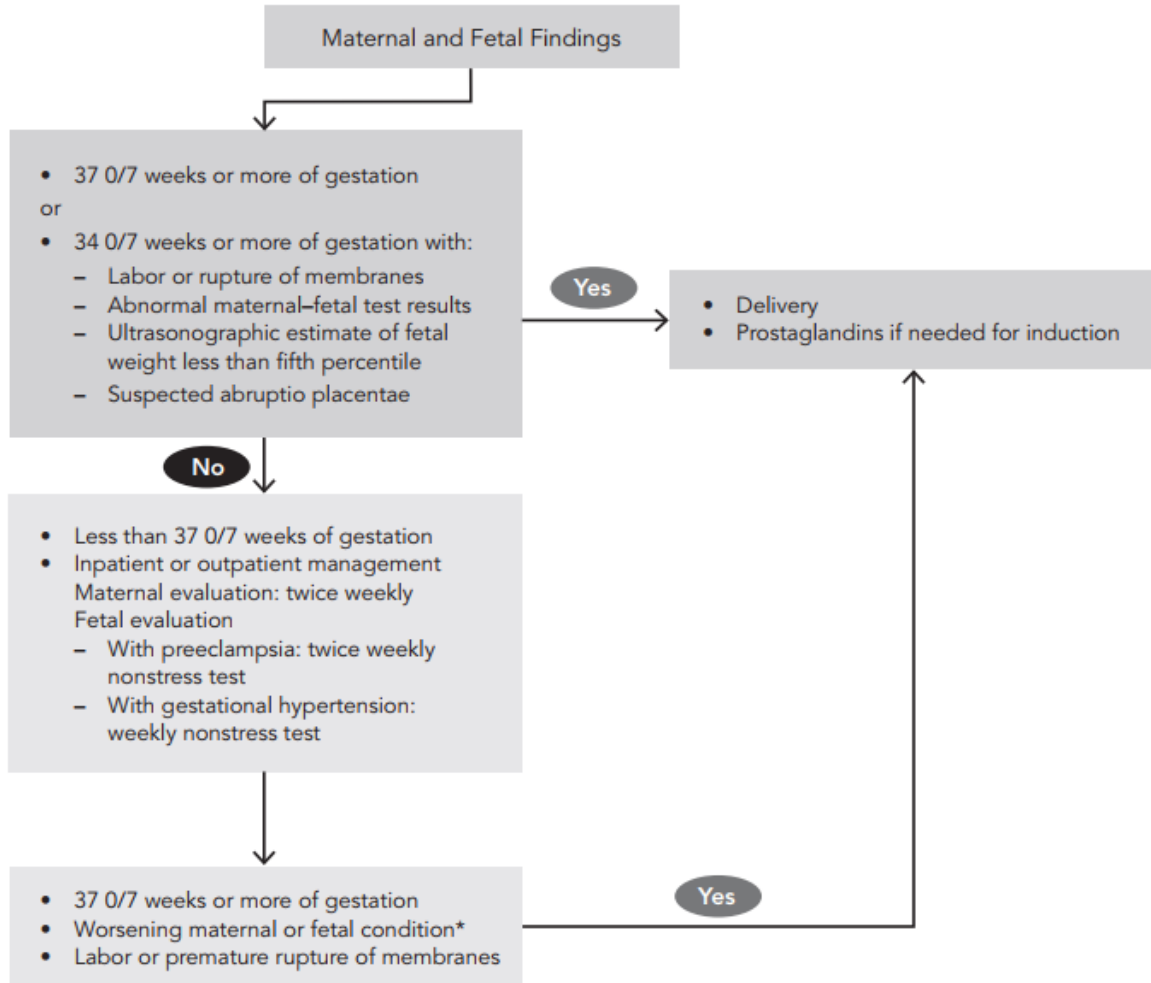 Maternal and Fetal Findings
• 37 0/7 weeks or more of gestation
or
• 34 0/7 weeks or more of gestation with:
– Labor or rupture of membranes
– Abnormal maternal–fetal test results
– Ultrasonographic estimate of fetal
weight less than fifth percentile
– Suspected abruptio placentae
Yes
• Delivery
• Prostaglandins if needed for induction
No
• Less than 37 0/7 weeks of gestation
• Inpatient or outpatient management
Maternal evaluation: twice weekly
Fetal evaluation
– With preeclampsia: twice weekly
nonstress test
– With gestational hypertension:
weekly nonstress test
• 37 0/7 weeks or more of gestation
• Worsening maternal or fetal condition*
• Labor or premature rupture of membranes
Yes